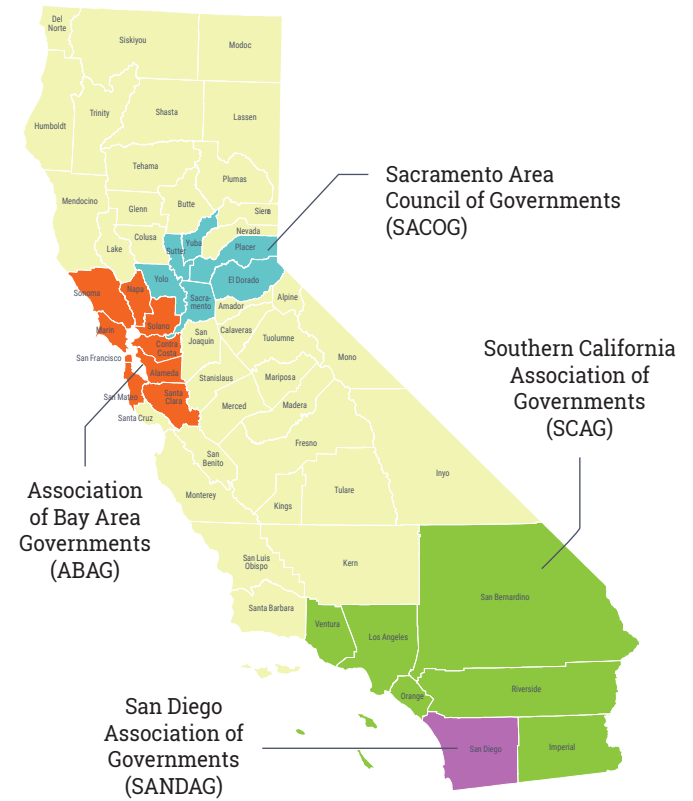 Del
Norte
Siskiyou
Modoc
Humboldt
Trinity
Shasta
Lassen
Tehama
Plumas
Mendocino
Glenn
Butte
Sierra
Nevada
Colusa
Lake
Sutter
Yuba
Placer
Yolo
El Dorado
Sacra-
mento
Amador
Alpine
Sonoma
Napa
Solano
Marin
Contra
Costa
San
Joaquin
Calaveras
Tuolumne
Mono
San Francisco
Alameda
Stanislaus
Mariposa
San Mateo
Santa
Clara
Merced
Madera
Santa Cruz
Fresno
San
Benito
Inyo
Monterey
Kings
Tulare
San Luis
Obispo
Kern
Santa Barbara
Ventura
Los Angeles
San Bernardino
Orange
Riverside
San Diego
Imperial
Sacramento Area
Council of Governments
(SACOG)
Southern California
Association of
Governments
(SCAG)
Association
of Bay Area
Governments
(ABAG)
San Diego
Association of
Governments
(SANDAG)